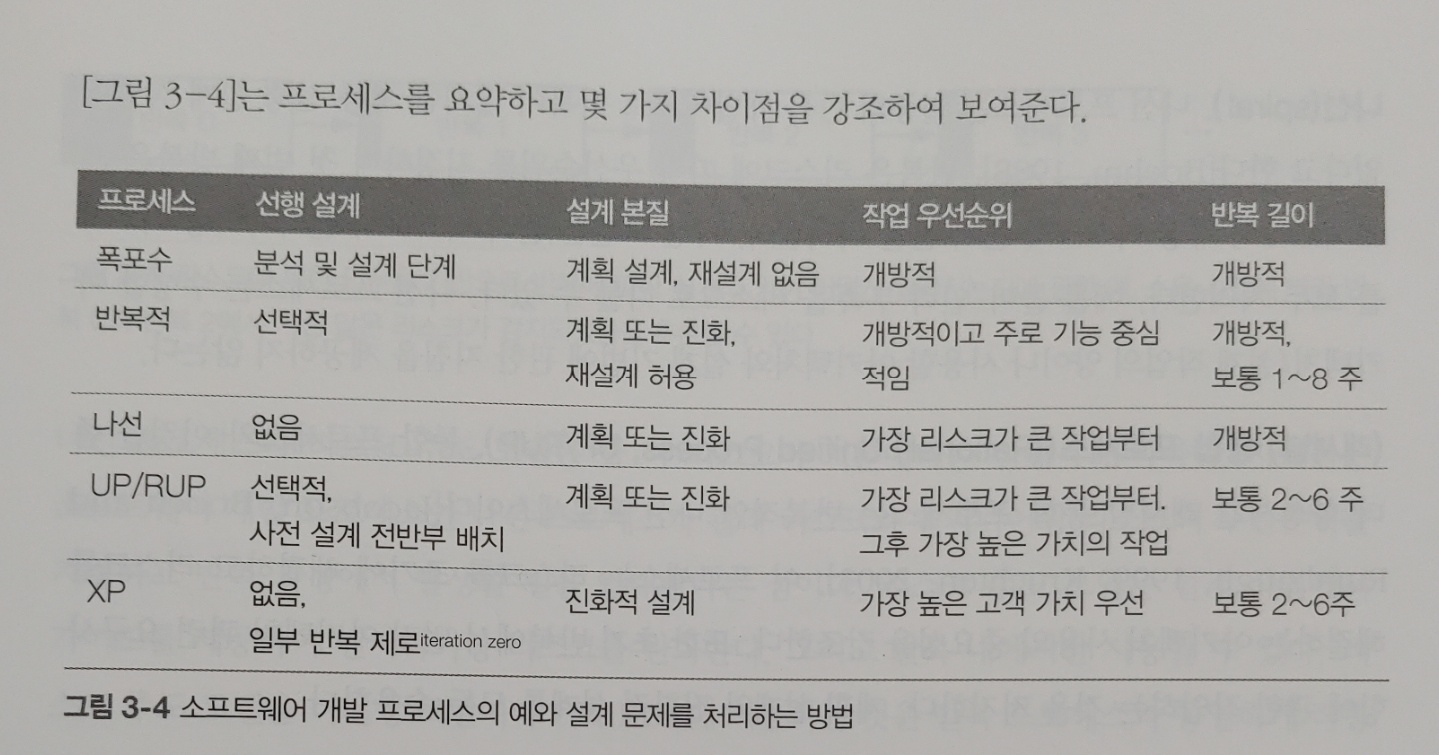 [그림 3-4]는 프로세스를 요약하고 몇 가지 차이점을 강조하여 보여준다.
프로세스 선행 설계 설계 본질 작업 우선순위 반복 길이
폭포수 분석 및 설계 단계 계획 설계, 재설계 없음 개방적 개방적
반복적 선택적 계획 또는 진화, 개방적이고 주로 기능 중심 개방적,
재설계 허용 적임 보통 1~8 주
나선 없음 계획 또는 진화 가장 리스크가 큰 작업부터 개방적
UP/RUP 선택적, 계획 또는 진화 가장 리스크가 큰 작업부터. 보통 2~6 주
사전 설계 전반부 배치 그후 가장 높은 가치의 작업
XP 없음, 진화적 설계 가장 높은 고객 가치 우선 보통 2~6주
일부 반복 제로iteration zero
그림 3-4 소프트웨어 개발 프로세스의 예와 설계 문제를 처리하는 방법